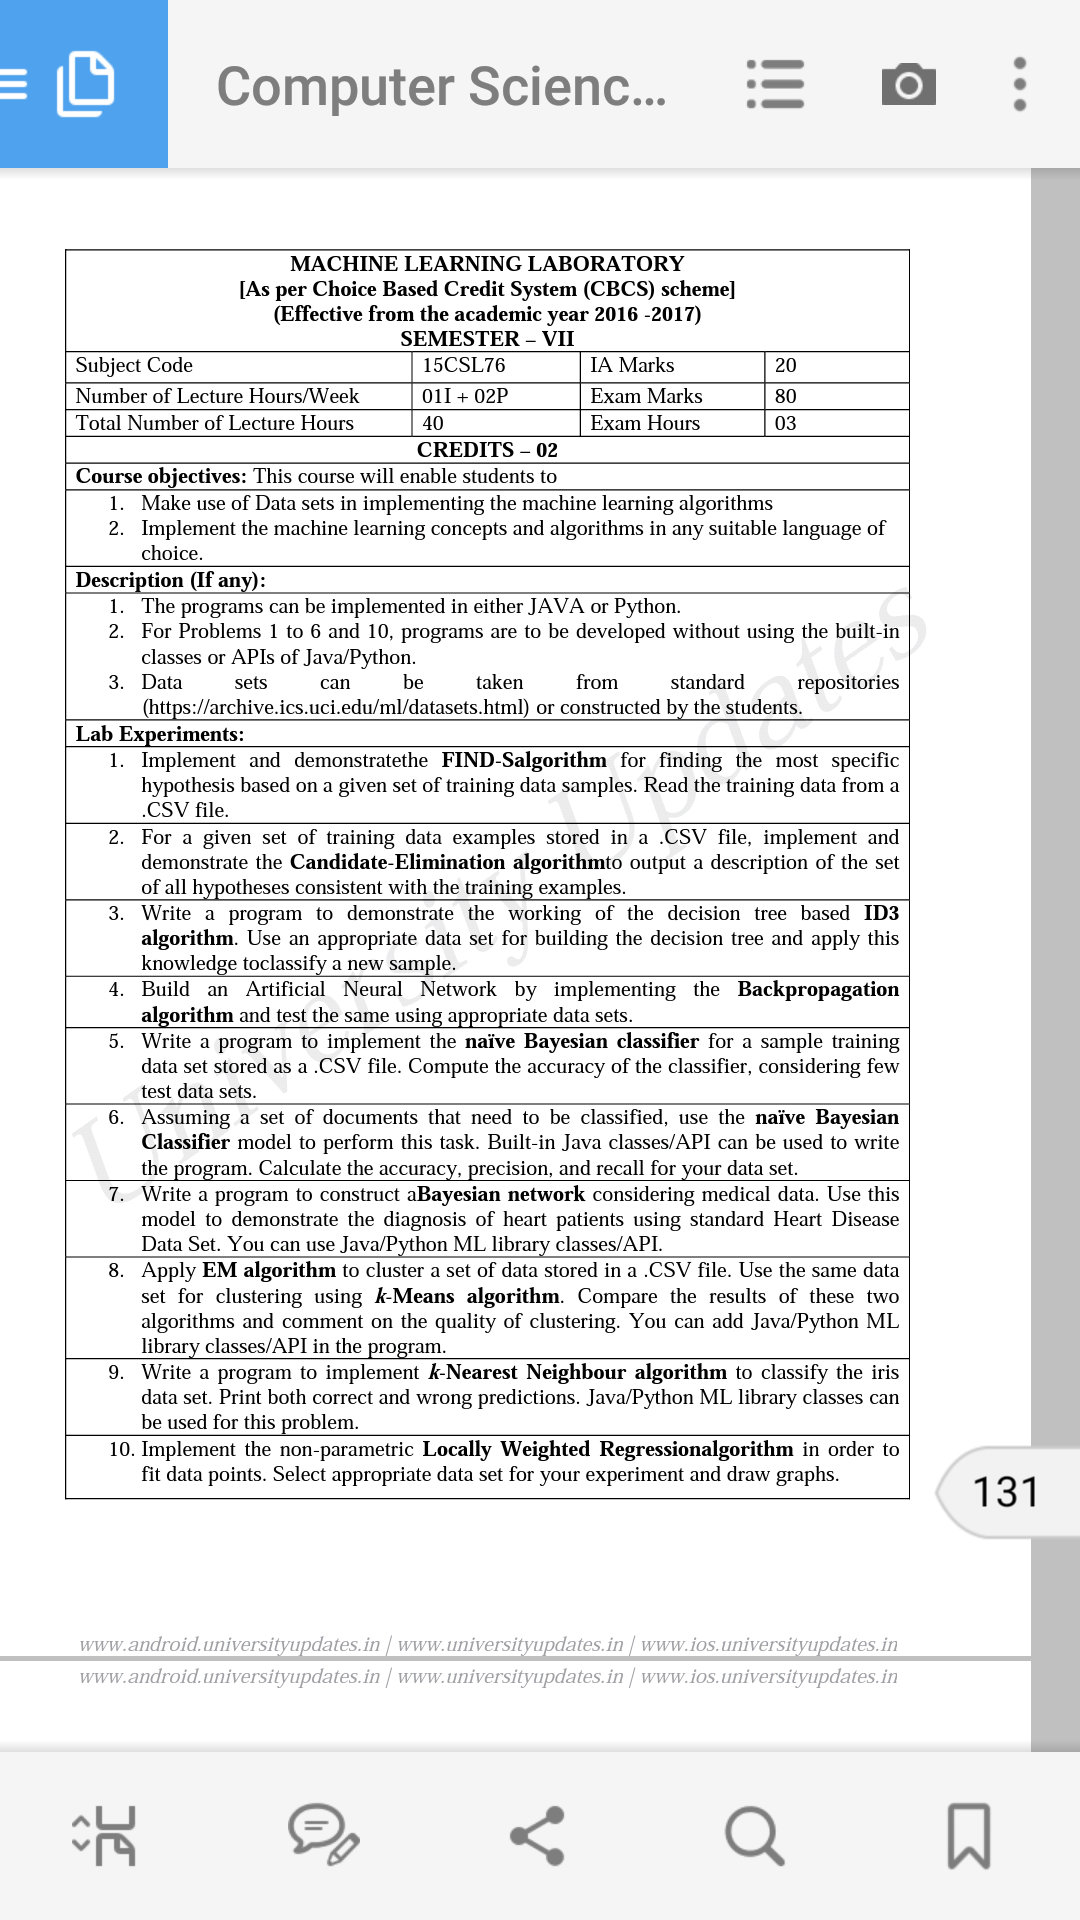 Computer Scienc...
MACHINE LEARNING LABORATORY
[As per Choice Based Credit System (CBCS) scheme]
(Effective from the academic year 2016 -2017)
SEMESTER – VII
Subject Code 15CSL76 IA Marks 20
Number of Lecture Hours/Week 01I + 02P Exam Marks 80
Total Number of Lecture Hours 40 Exam Hours 03
CREDITS – 02
Course objectives: This course will enable students to
1. Make use of Data sets in implementing the machine learning algorithms
2. Implement the machine learning concepts and algorithms in any suitable language of
choice.
Description (If any):
1. The programs can be implemented in either JAVA or Python.
2. For Problems 1 to 6 and 10, programs are to be developed without using the built-in
classes or APIs of Java/Python.
3. Data sets can be taken from standard repositories
(https://archive.ics.uci.edu/ml/datasets.html) or constructed by the students.
Lab Experiments:
1. Implement and demonstratethe FIND-Salgorithm for finding the most specific
hypothesis based on a given set of training data samples. Read the training data from a
.CSV file.
2. For a given set of training data examples stored in a .CSV file, implement and
demonstrate the Candidate-Elimination algorithmto output a description of the set
of all hypotheses consistent with the training examples.
3. Write a program to demonstrate the working of the decision tree based ID3
algorithm. Use an appropriate data set for building the decision tree and apply this
knowledge toclassify a new sample.
4. Build an Artificial Neural Network by implementing the Backpropagation
algorithm and test the same using appropriate data sets.
5. Write a program to implement the naïve Bayesian classifier for a sample training
data set stored as a .CSV file. Compute the accuracy of the classifier, considering few
test data sets.
6. Assuming a set of documents that need to be classified, use the naïve Bayesian
Classifier model to perform this task. Built-in Java classes/API can be used to write
the program. Calculate the accuracy, precision, and recall for your data set.
7. Write a program to construct aBayesian network considering medical data. Use this
model to demonstrate the diagnosis of heart patients using standard Heart Disease
Data Set. You can use Java/Python ML library classes/API.
8. Apply EM algorithm to cluster a set of data stored in a .CSV file. Use the same data
set for clustering using k-Means algorithm. Compare the results of these two
algorithms and comment on the quality of clustering. You can add Java/Python ML
library classes/API in the program.
9. Write a program to implement k-Nearest Neighbour algorithm to classify the iris
data set. Print both correct and wrong predictions. Java/Python ML library classes can
be used for this problem.
10. Implement the non-parametric Locally Weighted Regressionalgorithm in order to
fit data points. Select appropriate data set for your experiment and draw graphs.
University Updates
131
www.android.universityupdates.in | www.universityupdates.in | www.ios.universityupdates.in
www.android.universityupdates.in | www.universityupdates.in | www.ios.universityupdates.in